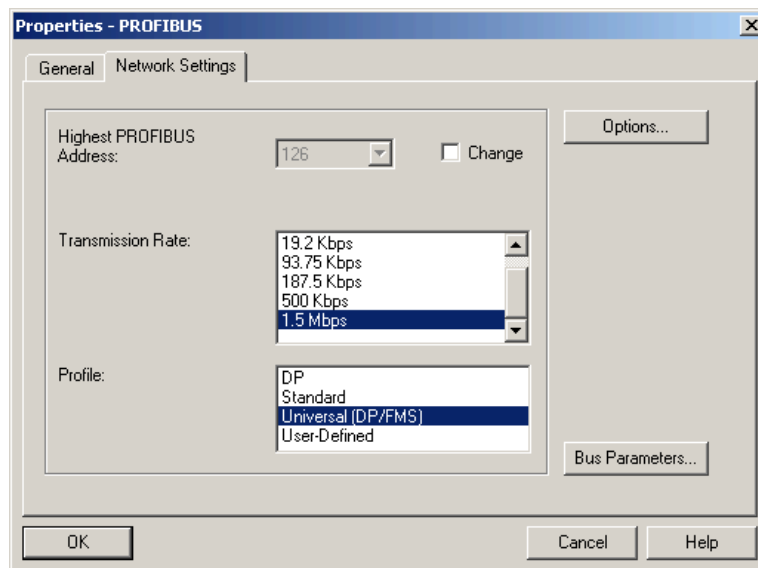 Properties - PROFIBUS
General
Network Settings
Highest PROFIBUS
Address:
126
Change
Options...
Transmission Rate:
19.2 Kbps
93.75 Kbps
187.5 Kbps
500 Kbps
1.5 Mbps
Profile:
DP
Standard
Universal (DP/FMS)
User-Defined
Bus Parameters...
OK
Cancel
Help